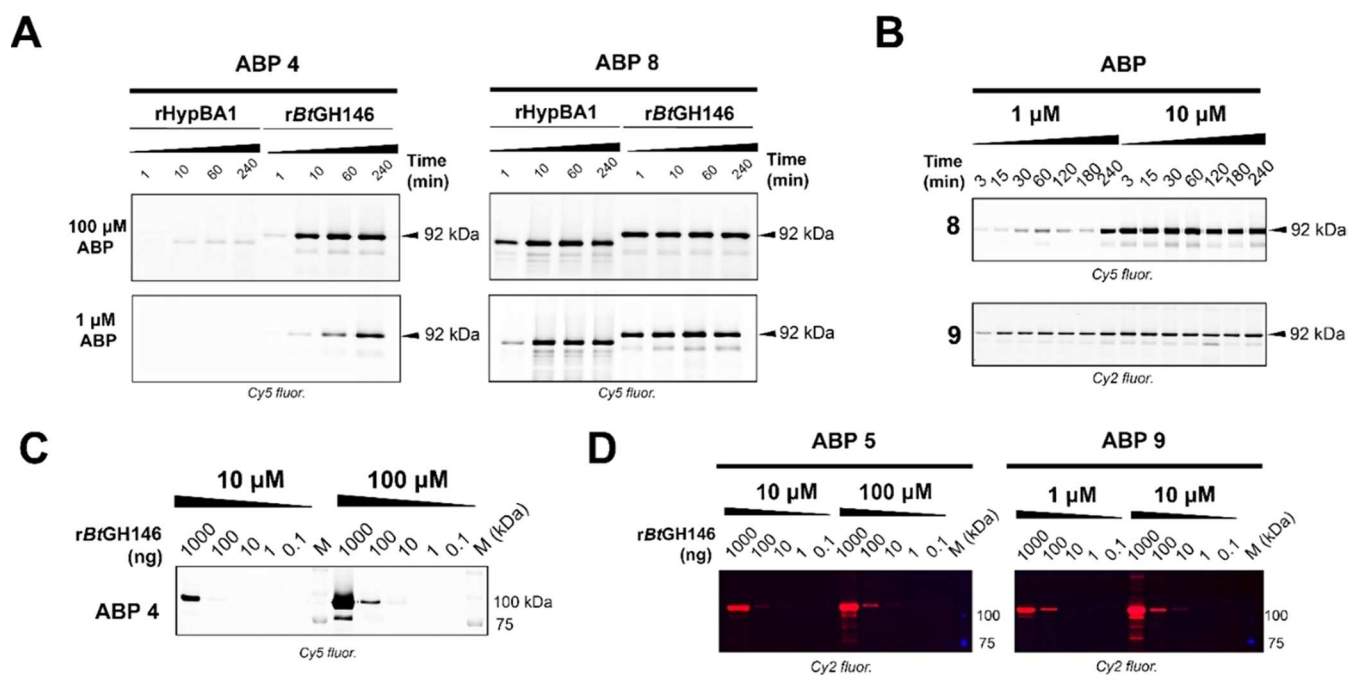 A
B
ABP 4
ABP 8
ABP
rHypBA1
rBtGH146
rHypBA1
rBtGH146
1 µM
10 µM
1 10 60 240 1 10 60 240 Time (min)
1 10 60 240 1 10 60 240 Time (min)
Time (min) 3 15 30 60 120 180 240 3 15 30 60 120 180 240
100 µM ABP
92 kDa
92 kDa
8
92 kDa
Cy5 fluor.
1 µM ABP
92 kDa
92 kDa
9
92 kDa
Cy5 fluor.
Cy5 fluor.
Cy2 fluor.
C
10 µM
100 µM
rBtGH146 (ng)
1000 100 10 1 0.1 M 1000 100 10 1 0.1 M (kDa)
ABP 4
100 kDa
75
Cy5 fluor.
D
ABP 5
ABP 9
10 µM
100 µM
1 µM
10 µM
rBtGH146 (ng)
1000 100 10 1 0.1 1000 100 10 1 0.1 M (kDa)
1000 100 10 1 0.1 1000 100 10 1 0.1 M (kDa)
100
75
100
75
Cy2 fluor.
Cy2 fluor.